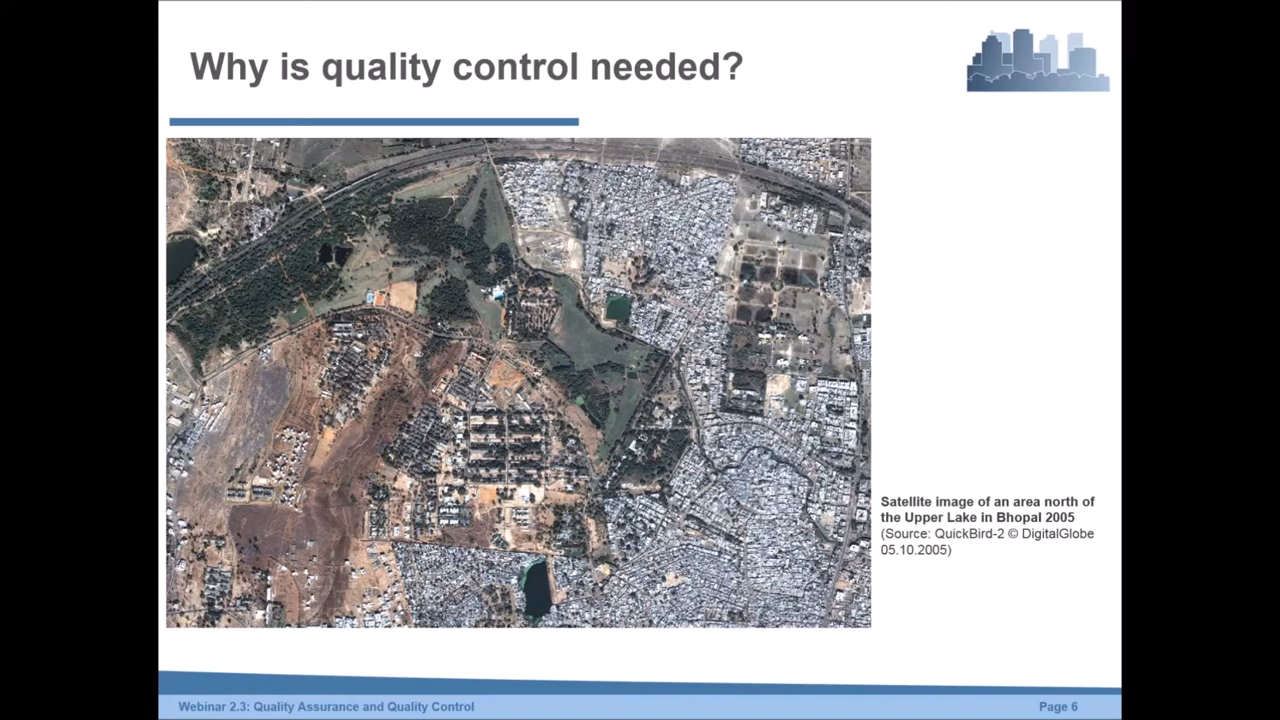 Why is quality control needed?
Satellite image of an area north of
the Upper Lake in Bhopal 2005
(Source: QuickBird-2 © DigitalGlobe
05.10.2005)
Webinar 2.3: Quality Assurance and Quality Control
Page 6